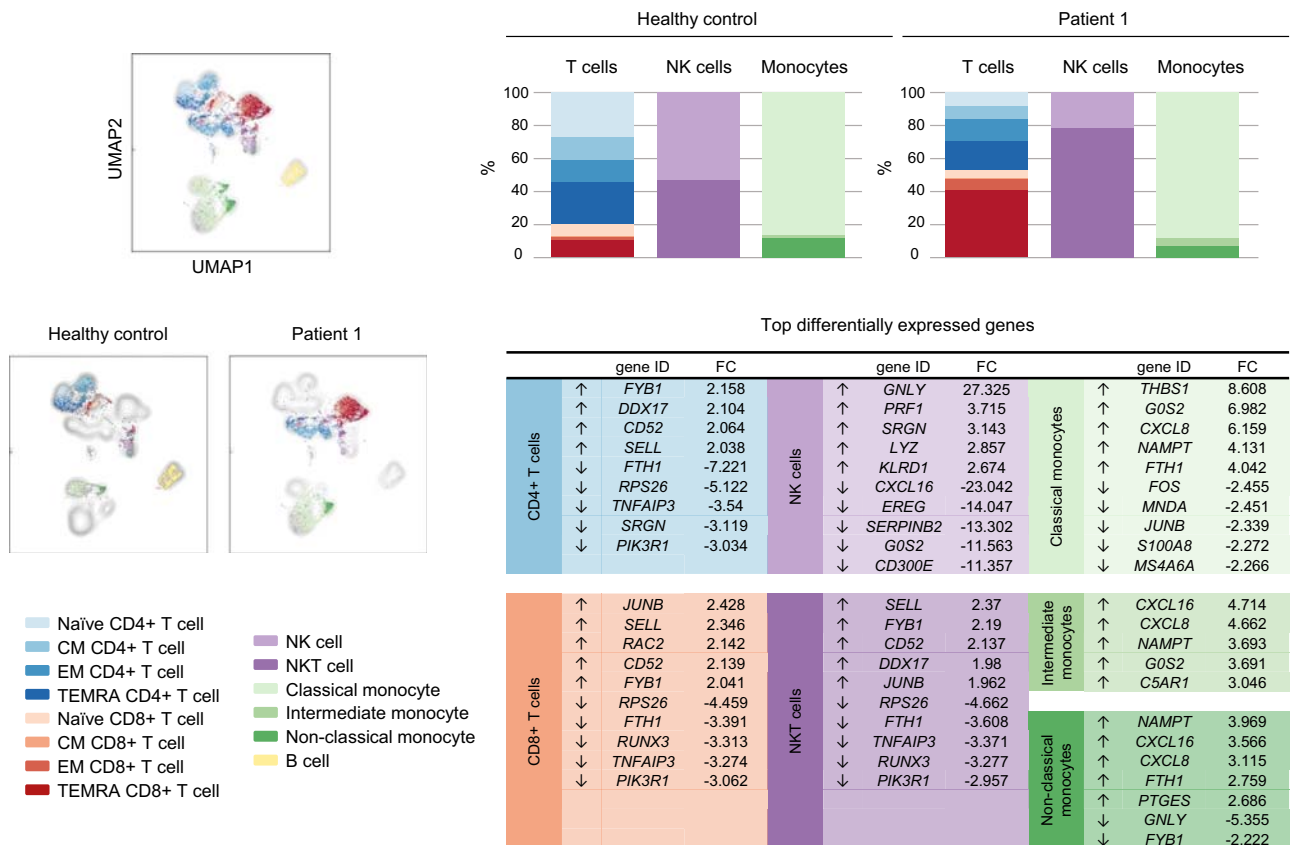 Healthy control
Patient 1
T cells
NK cells
Monocytes
T cells
NK cells
Monocytes
100
80
60
40
20
0
%
100
80
60
40
20
0
%
UMAP2
UMAP1
Healthy control
Patient 1
Naïve CD4+ T cell
CM CD4+ T cell
EM CD4+ T cell
TEMRA CD4+ T cell
Naïve CD8+ T cell
CM CD8+ T cell
EM CD8+ T cell
TEMRA CD8+ T cell
NK cell
NKT cell
Classical monocyte
Intermediate monocyte
Non-classical monocyte
B cell
Top differentially expressed genes
gene ID FC
CD4+ T cells
↑ FYB1 2.158
↑ DDX17 2.104
↑ CD52 2.064
↑ SELL 2.038
↓ FTH1 -7.221
↓ RPS26 -5.122
↓ TNFAIP3 -3.54
↓ SRGN -3.119
↓ PIK3R1 -3.034
CD8+ T cells
↑ JUNB 2.428
↑ SELL 2.346
↑ RAC2 2.142
↑ CD52 2.139
↑ FYB1 2.041
↓ RPS26 -4.459
↓ FTH1 -3.391
↓ RUNX3 -3.313
↓ TNFAIP3 -3.274
↓ PIK3R1 -3.062
gene ID FC
NK cells
↑ GNLY 27.325
↑ PRF1 3.715
↑ SRGN 3.143
↑ LYZ 2.857
↑ KLRD1 2.674
↓ CXCL16 -23.042
↓ EREG -14.047
↓ SERPINB2 -13.302
↓ G0S2 -11.563
↓ CD300E -11.357
NKT cells
↑ SELL 2.37
↑ FYB1 2.19
↑ CD52 2.137
↑ DDX17 1.98
↑ JUNB 1.962
↓ RPS26 -4.662
↓ FTH1 -3.608
↓ TNFAIP3 -3.371
↓ RUNX3 -3.277
↓ PIK3R1 -2.957
gene ID FC
Classical monocytes
↑ THBS1 8.608
↑ G0S2 6.982
↑ CXCL8 6.159
↑ NAMPT 4.131
↑ FTH1 4.042
↓ FOS -2.455
↓ MNDA -2.451
↓ JUNB -2.339
↓ S100A8 -2.272
↓ MS4A6A -2.266
Intermediate
monocytes
↑ CXCL16 4.714
↑ CXCL8 4.662
↑ NAMPT 3.693
↑ G0S2 3.691
↑ C5AR1 3.046
Non-classical
monocytes
↑ NAMPT 3.969
↑ CXCL16 3.566
↑ CXCL8 3.115
↑ FTH1 2.759
↑ PTGES 2.686
↓ GNLY -5.355
↓ FYB1 -2.222